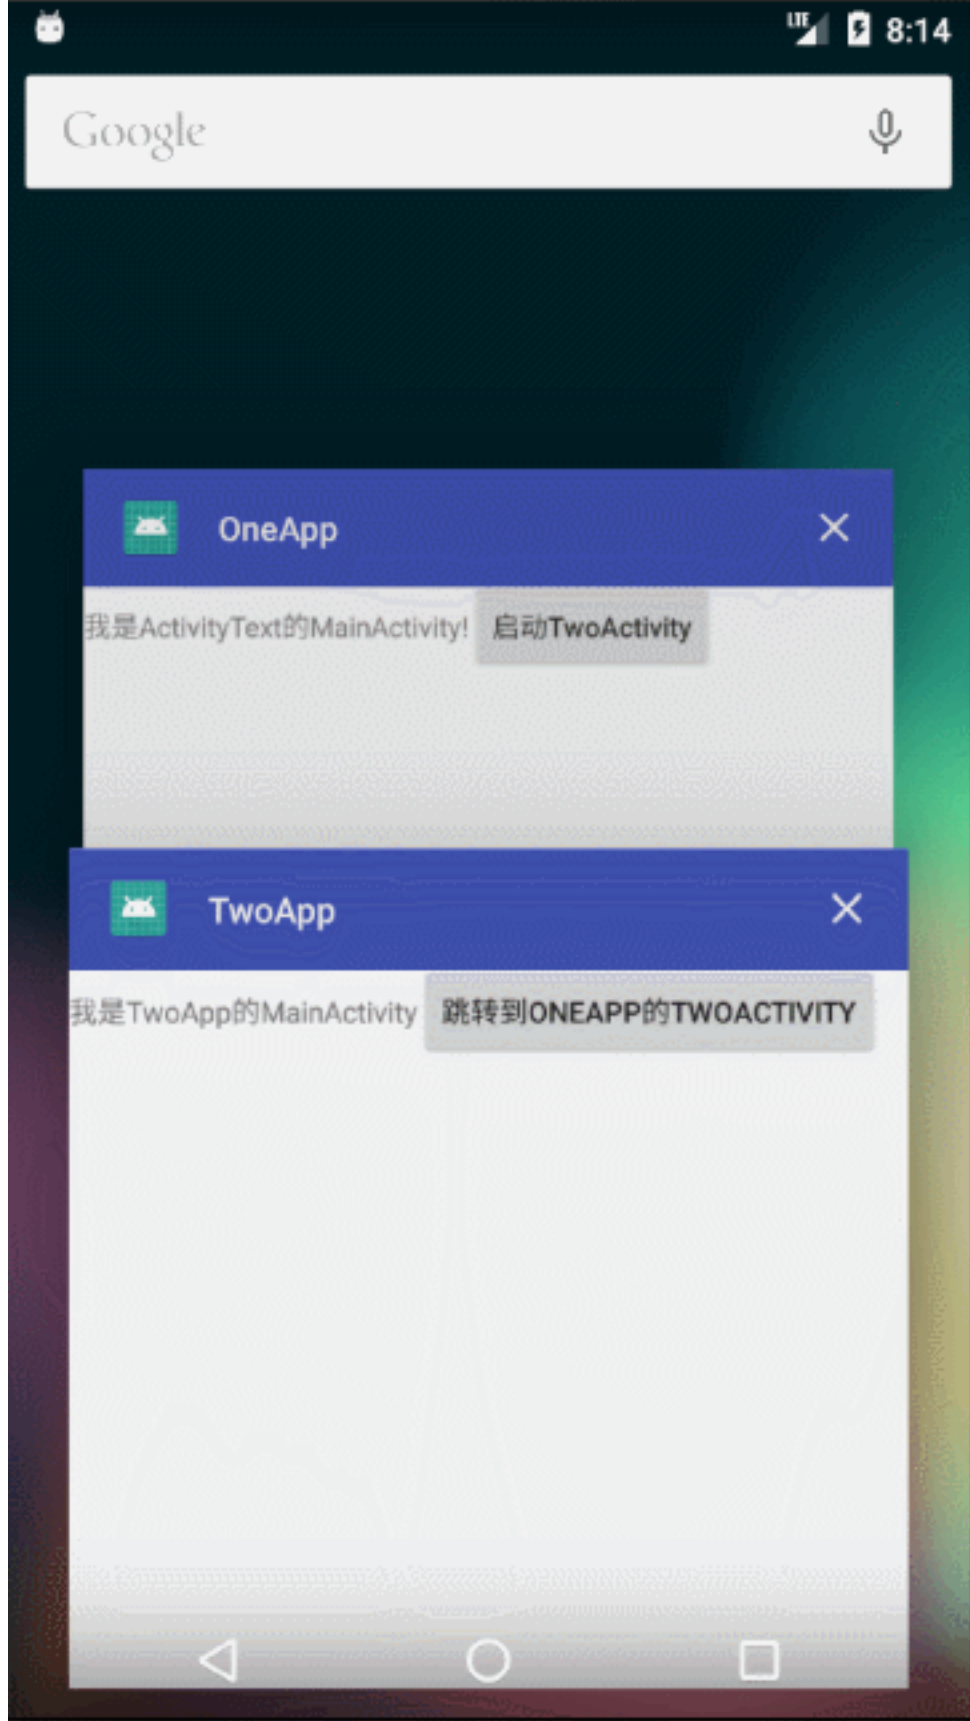 LTE 8:14
Google
OneApp
我是ActivityText的MainActivity! 启动TwoActivity
TwoApp
我是TwoApp的MainActivity 跳转到ONEAPP的TWOACTIVITY